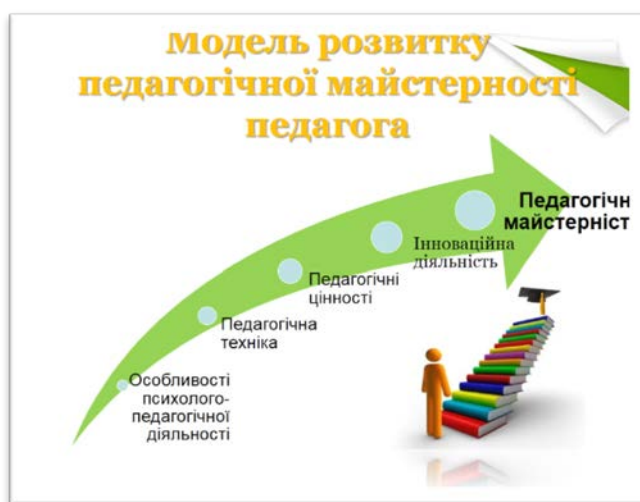 Модель розвитку
педагогічної майстерності
педагога
Педагогічн
майстерніст
Інноваційна
діяльність
Педагогічні
цінності
Педагогічна
техніка
Особливості
психолого-
педагогічної
діяльності